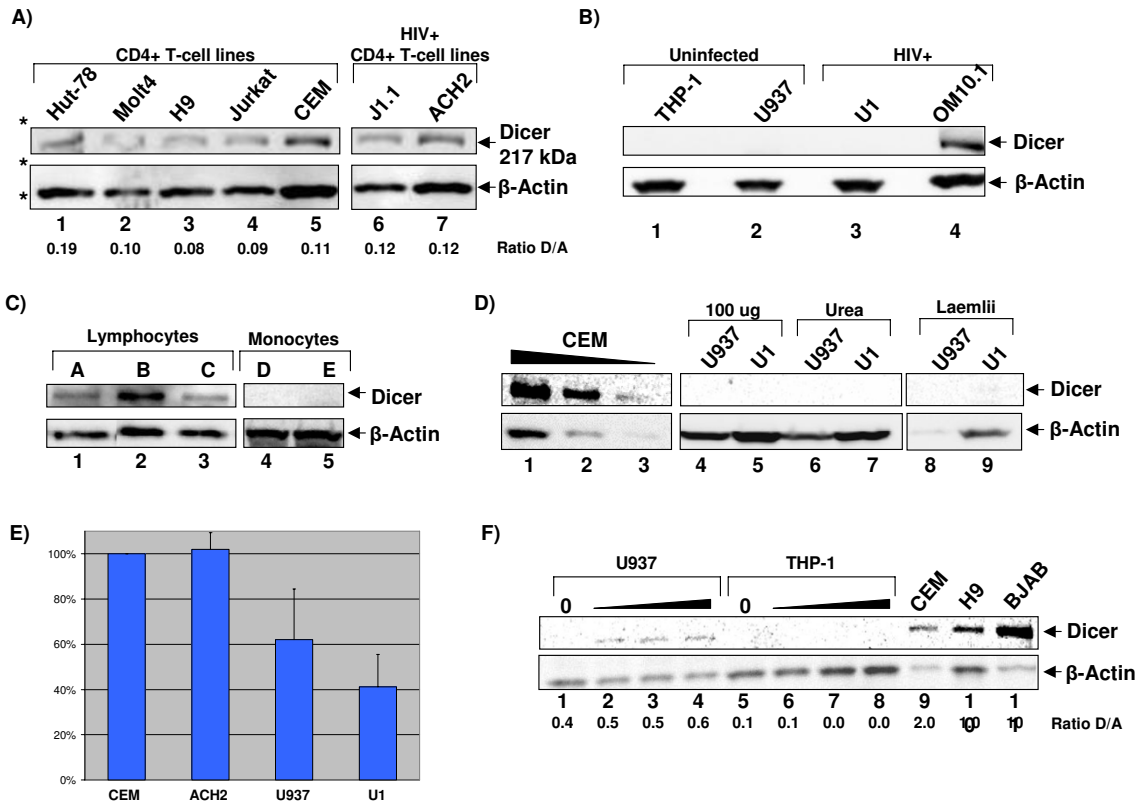 A)
CD4+ T-cell lines
HIV+
CD4+ T-cell lines
Hut-78 Molt4 H9 Jurkat CEM J1.1 ACH2
*
*
*
Dicer
217 kDa
β-Actin
1 2 3 4 5 6 7
0.19 0.10 0.08 0.09 0.11 0.12 0.12 Ratio D/A
B)
Uninfected HIV+
THP-1 U937 U1 OM10.1
Dicer
β-Actin
1 2 3 4
C)
Lymphocytes Monocytes
A B C D E
Dicer
β-Actin
1 2 3 4 5
D)
CEM
100 ug Urea Laemlii
U937 U1 U937 U1 U937 U1
Dicer
β-Actin
1 2 3 4 5 6 7 8 9
E)
100%
80%
60%
40%
20%
0%
CEM ACH2 U937 U1
F)
U937 THP-1
0 0 CEM H9 BJAB
Dicer
β-Actin
1 2 3 4 5 6 7 8 9 10 11
0.4 0.5 0.5 0.6 0.1 0.1 0.0 0.0 2.0 Ratio D/A